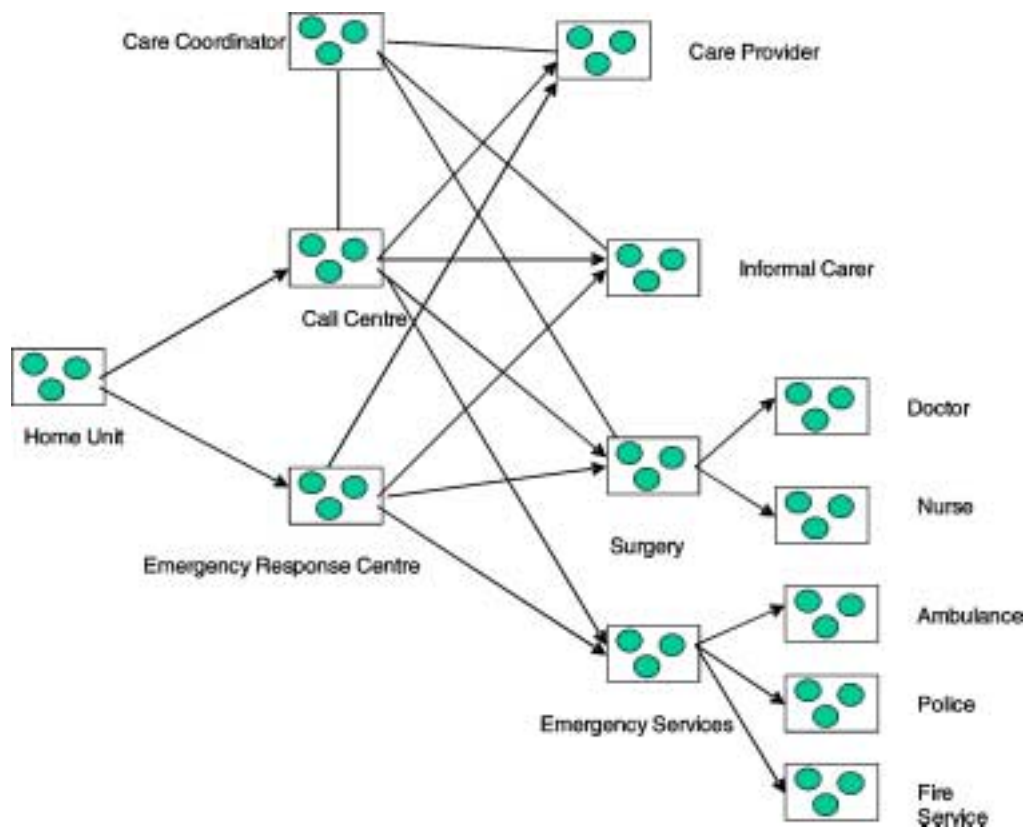 Care Coordinator
Care Provider
Call Centre
Informal Carer
Home Unit
Doctor
Nurse
Emergency Response Centre
Surgery
Ambulance
Emergency Services
Police
Fire
Service